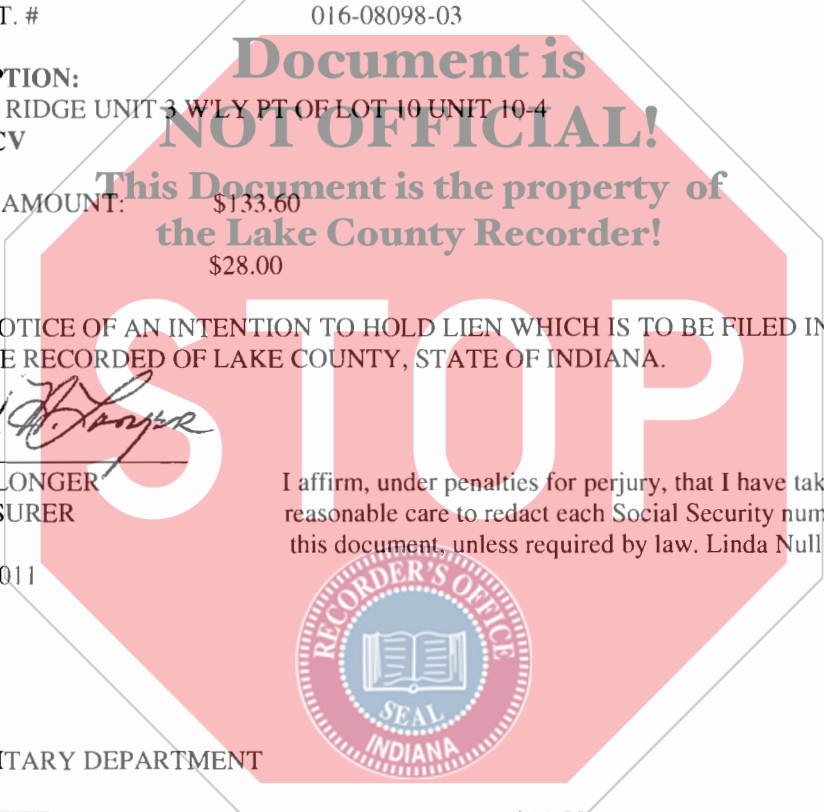 T. # 016-08098-03
Document is
PTION:
RIDGE UNIT 3 W'LY PT OF LOT 10 UNIT 10-4
CV
NOT OFFICIAL!
This Document is the property of
AMOUNT: $133.60
the Lake County Recorder!
$28.00
STOP
OTICE OF AN INTENTION TO HOLD LIEN WHICH IS TO BE FILED IN
E RECORDED OF LAKE COUNTY, STATE OF INDIANA.
LONGER
SURER
011
I affirm, under penalties for perjury, that I have tak
reasonable care to redact each Social Security num
this document, unless required by law. Linda Null
RECORDER'S OFFICE
SEAL
INDIANA
ITARY DEPARTMENT